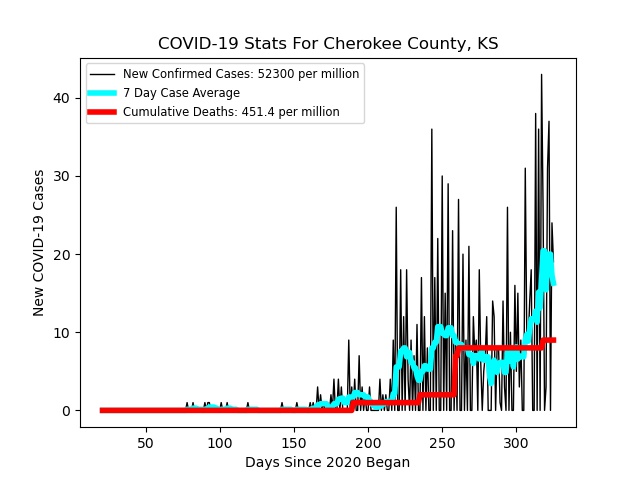 COVID-19 Stats For Cherokee County, KS
New Confirmed Cases: 52300 per million
7 Day Case Average
Cumulative Deaths: 451.4 per million
New COVID-19 Cases
40
30
20
10
0
50 100 150 200 250 300
Days Since 2020 Began